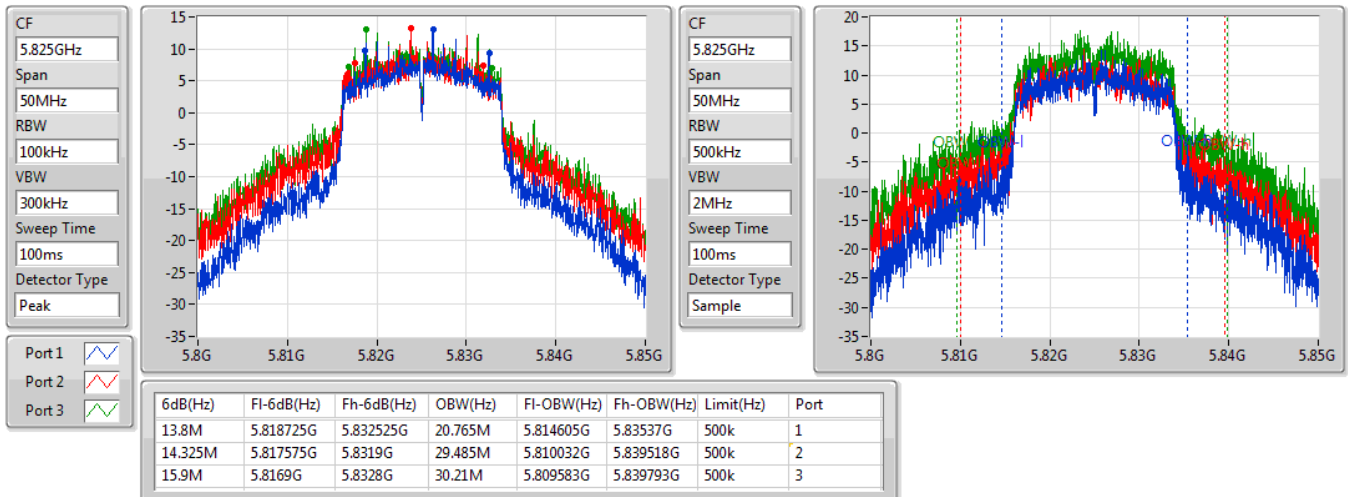 CF
5.825GHz
Span
50MHz
RBW
100kHz
VBW
300kHz
Sweep Time
100ms
Detector Type
Peak
Port 1
Port 2
Port 3
15
10
5
0
-5
-10
-15
-20
-25
-30
-35
5.8G 5.81G 5.82G 5.83G 5.84G 5.85G
CF
5.825GHz
Span
50MHz
RBW
500kHz
VBW
2MHz
Sweep Time
100ms
Detector Type
Sample
20
15
10
5
0
-5
-10
-15
-20
-25
-30
-35
5.8G 5.81G 5.82G 5.83G 5.84G 5.85G
6dB(Hz) Fl-6dB(Hz) Fh-6dB(Hz) OBW(Hz) Fl-OBW(Hz) Fh-OBW(Hz) Limit(Hz) Port
13.8M 5.818725G 5.832525G 20.765M 5.814605G 5.83537G 500k 1
14.325M 5.817575G 5.8319G 29.485M 5.810032G 5.839518G 500k 2
15.9M 5.8169G 5.8328G 30.21M 5.809583G 5.839793G 500k 3